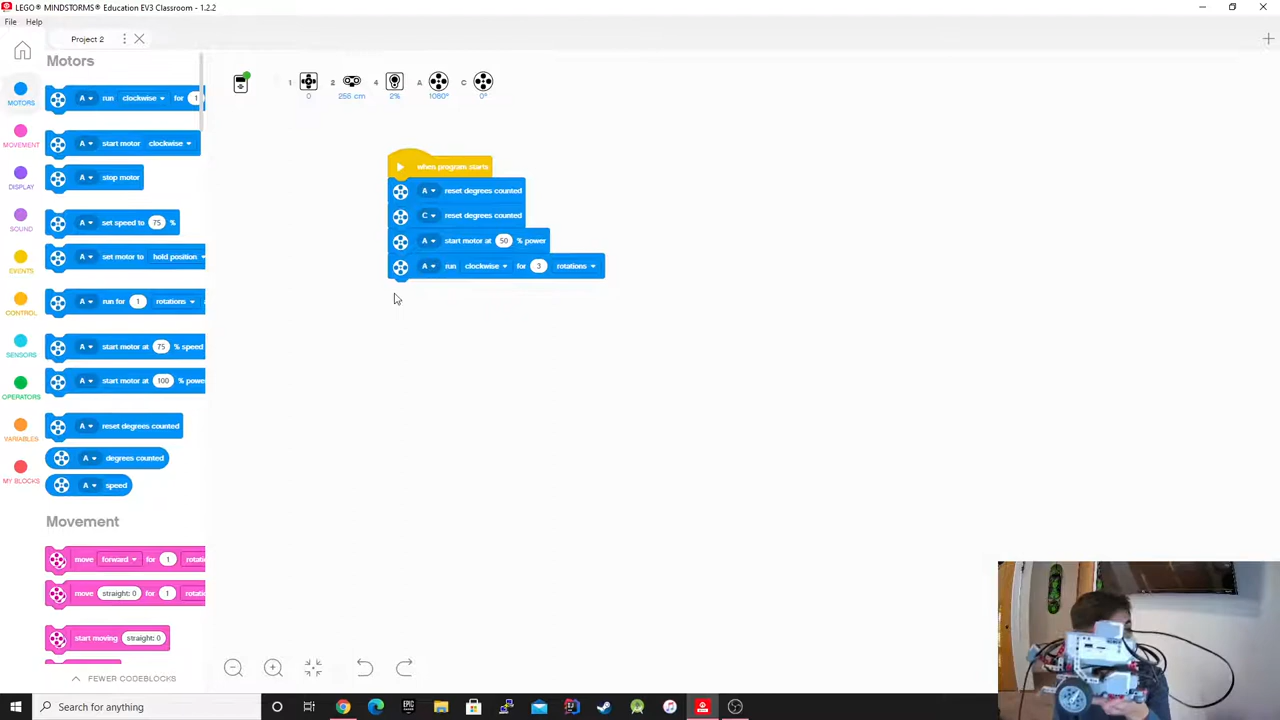 LEGO® MINDSTORMS® Education EV3 Classroom - 1.2.2
File Help
Project 2
Motors
1 2 4 A C
0 256 cm 2% 1080° 0°
MOTORS
MOVEMENT
DISPLAY
SOUND
EVENTS
CONTROL
SENSORS
OPERATORS
VARIABLES
MY BLOCKS
A run clockwise for 1
A start motor clockwise
A stop motor
A set speed to 75 %
A set motor to hold position
A run for 1 rotations
A start motor at 75 % speed
A start motor at 100 % powe
A reset degrees counted
A degrees counted
A speed
Movement
move forward for 1 rotati
move straight: 0 for 1 rotati
start moving straight: 0
FEWER CODEBLOCKS
when program starts
A reset degrees counted
C reset degrees counted
A start motor at 50 % power
A run clockwise for 3 rotations
Search for anything
EPIC